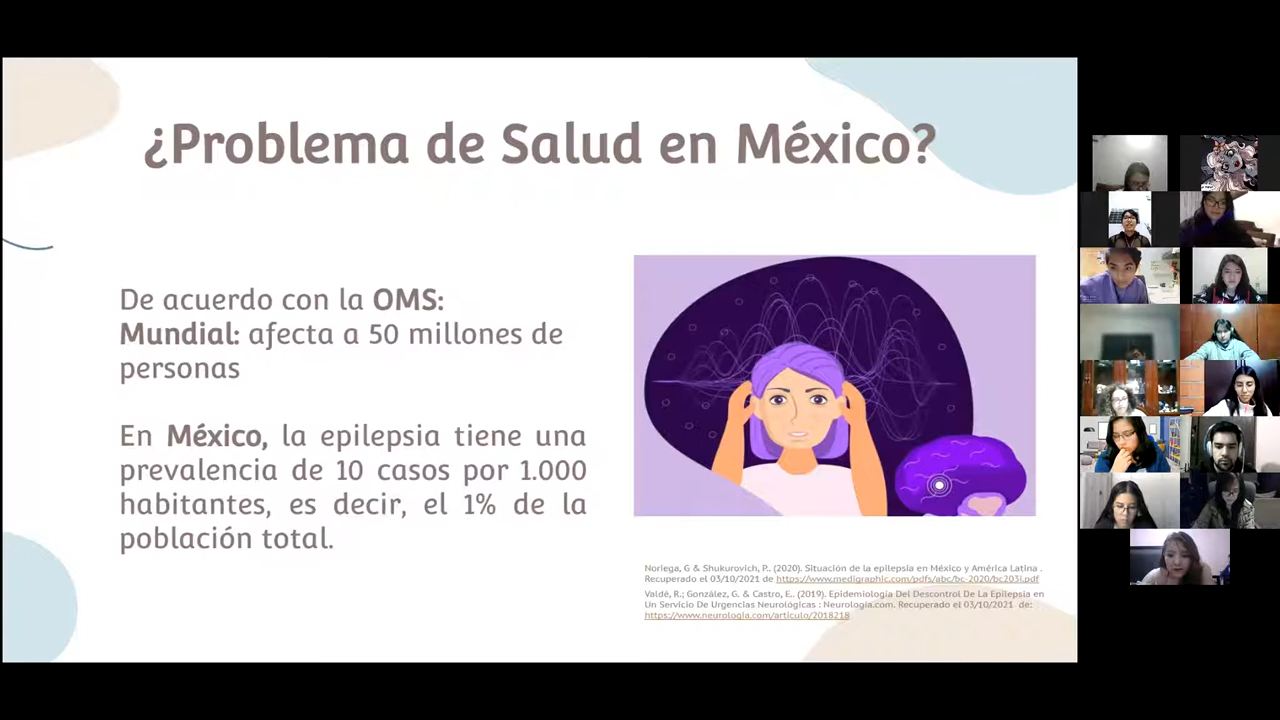 ¿Problema de Salud en México?
De acuerdo con la OMS:
Mundial: afecta a 50 millones de
personas
En México, la epilepsia tiene una
prevalencia de 10 casos por 1.000
habitantes, es decir, el 1% de la
población total.
Noriega, G & Shukurovich, P.. (2020). Situación de la epilepsia en México y América Latina .
Recuperado el 03/10/2021 de https://www.medigraphic.com/pdfs/abc/bc-2020/bc203i.pdf
Valdé, R.; González, G. & Castro, E.. (2019). Epidemiología Del Descontrol De La Epilepsia en
Un Servicio De Urgencias Neurológicas : Neurologia.com. Recuperado el 03/10/2021 de:
https://www.neurologia.com/articulo/2018218